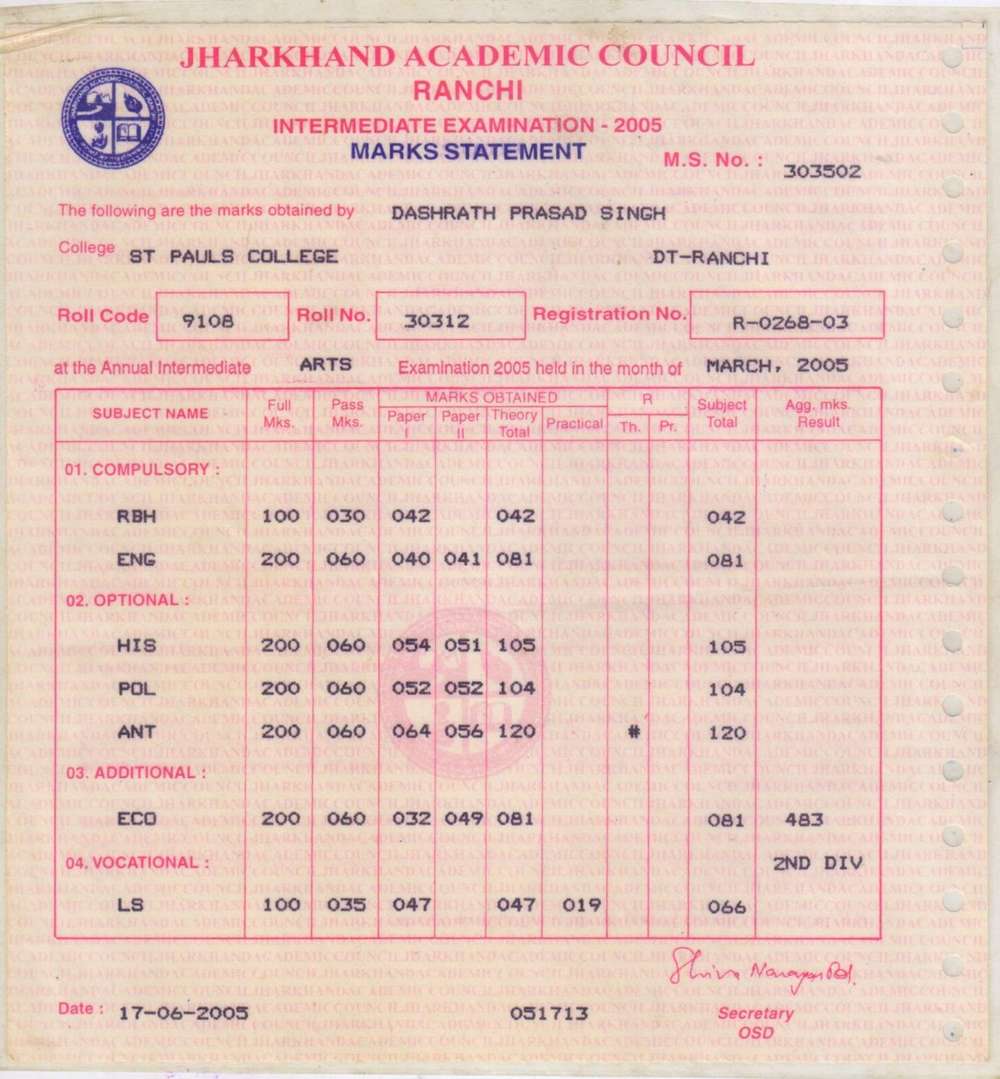 JHARKHAND ACADEMIC COUNCIL
RANCHI
INTERMEDIATE EXAMINATION - 2005
MARKS STATEMENT
M.S. No. : 303502
The following are the marks obtained by DASHRATH PRASAD SINGH
College ST PAULS COLLEGE DT-RANCHI
Roll Code 9108 Roll No. 30312 Registration No. R-0268-03
at the Annual Intermediate ARTS Examination 2005 held in the month of MARCH, 2005
SUBJECT NAME Full Mks. Pass Mks. MARKS OBTAINED R Subject Total Agg. mks. Result
Paper I Paper II Theory Total Practical Th. Pr.
01. COMPULSORY :
RBH 100 030 042 042 042
ENG 200 060 040 041 081 081
02. OPTIONAL :
HIS 200 060 054 051 105 105
POL 200 060 052 052 104 104
ANT 200 060 064 056 120 # 120
03. ADDITIONAL :
ECO 200 060 032 049 081 081 483
04. VOCATIONAL : 2ND DIV
LS 100 035 047 047 019 066
Shiva Narayan
Date : 17-06-2005 051713 Secretary
OSD